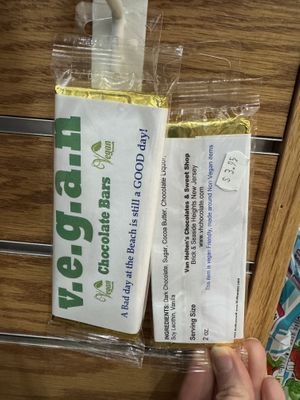 v.e.g.a.n
Vegan
Chocolate Bars
Vegan
A Bad day at the Beach is still a GOOD day!
INGREDIENTS: Dark Chocolate, Sugar, Cocoa Butter, Chocolate Liquor,
Soy Lecithin, Vanilla
Van Holten's Chocolates & Sweet Shop
Brick & Seaside Heights New Jersey
www.vhchocolate.com
This item is vegan Friendly, made around Non Vegan items
Serving Size
2 oz
$ 3.95